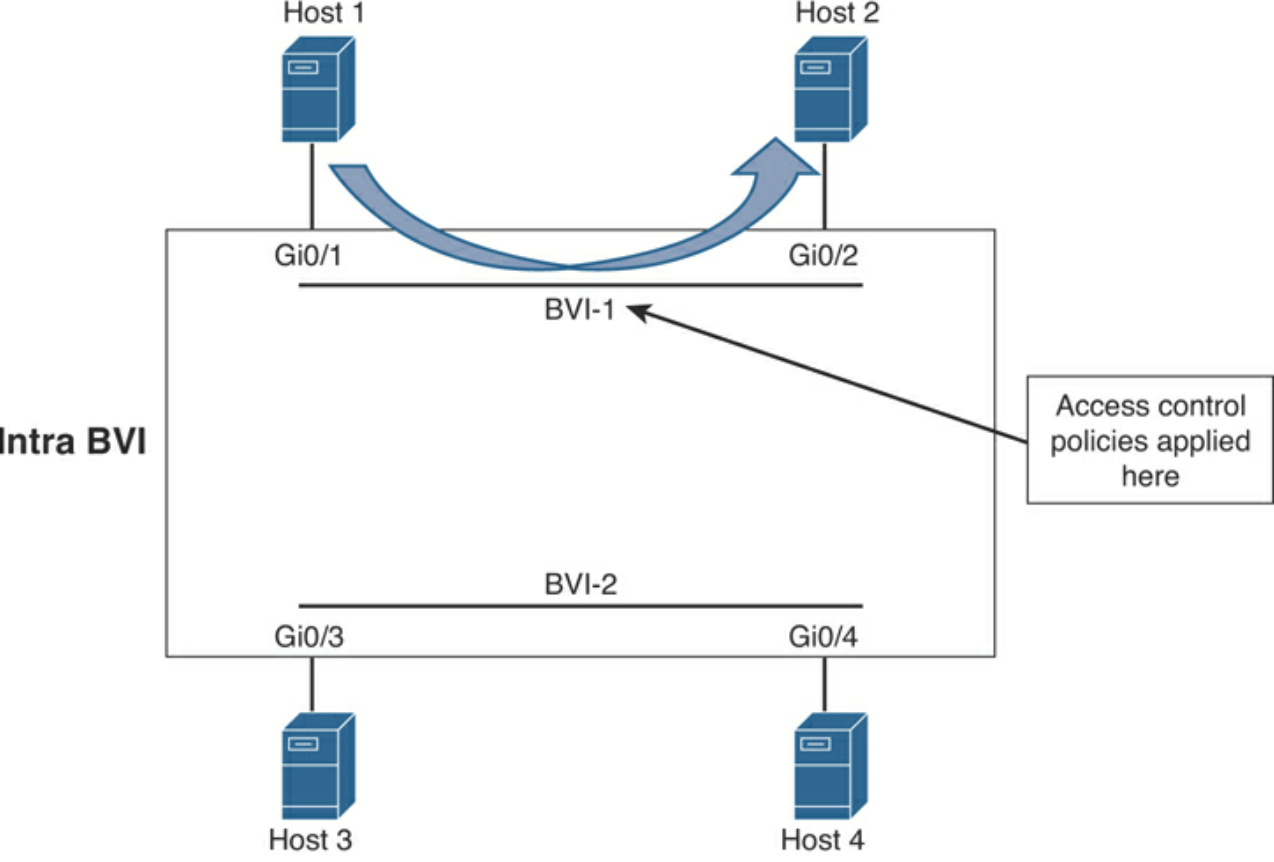 Host 1
Host 2
Gi0/1
Gi0/2
BVI-1
Access control
policies applied
here
Intra BVI
BVI-2
Gi0/3
Gi0/4
Host 3
Host 4